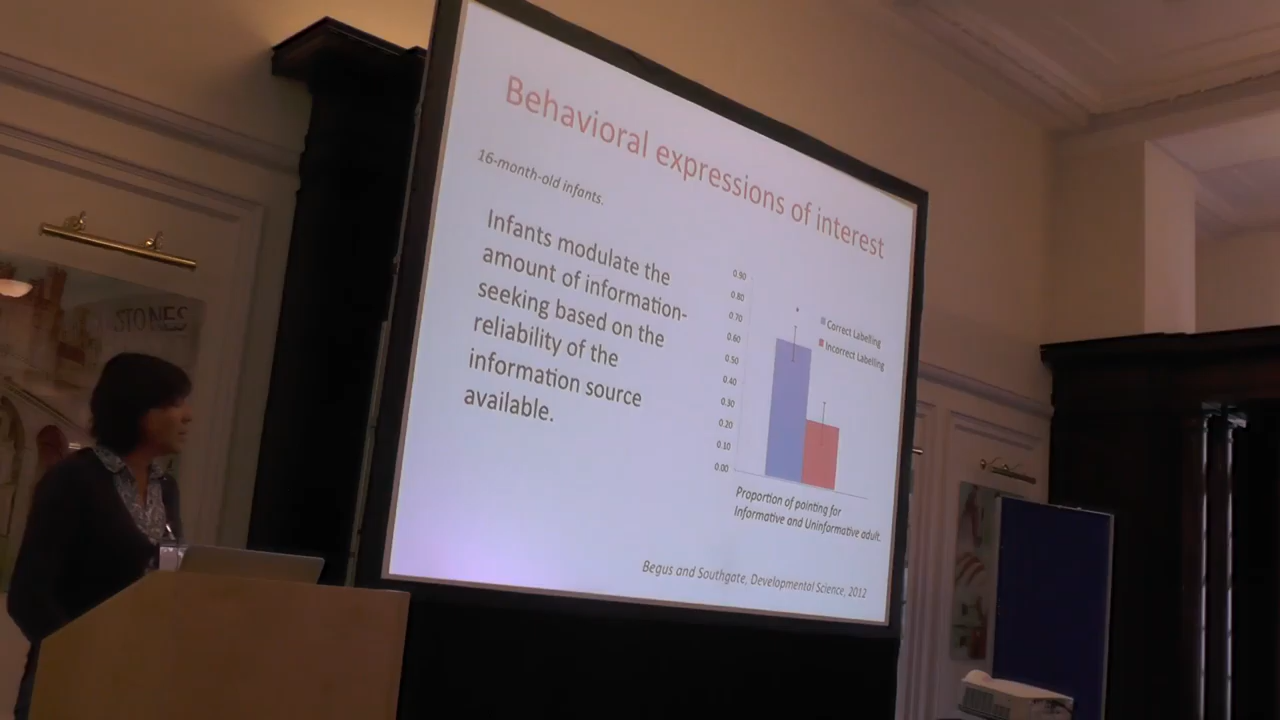 STONES
Behavioral expressions of interest
16-month-old infants.
Infants modulate the
amount of information-
seeking based on the
reliability of the
information source
available.
0.90
0.80
0.70
0.60
0.50
0.40
0.30
0.20
0.10
0.00
*
Correct Labelling
Incorrect Labelling
Proportion of pointing for
Informative and Uninformative adult.
Begus and Southgate, Developmental Science, 2012